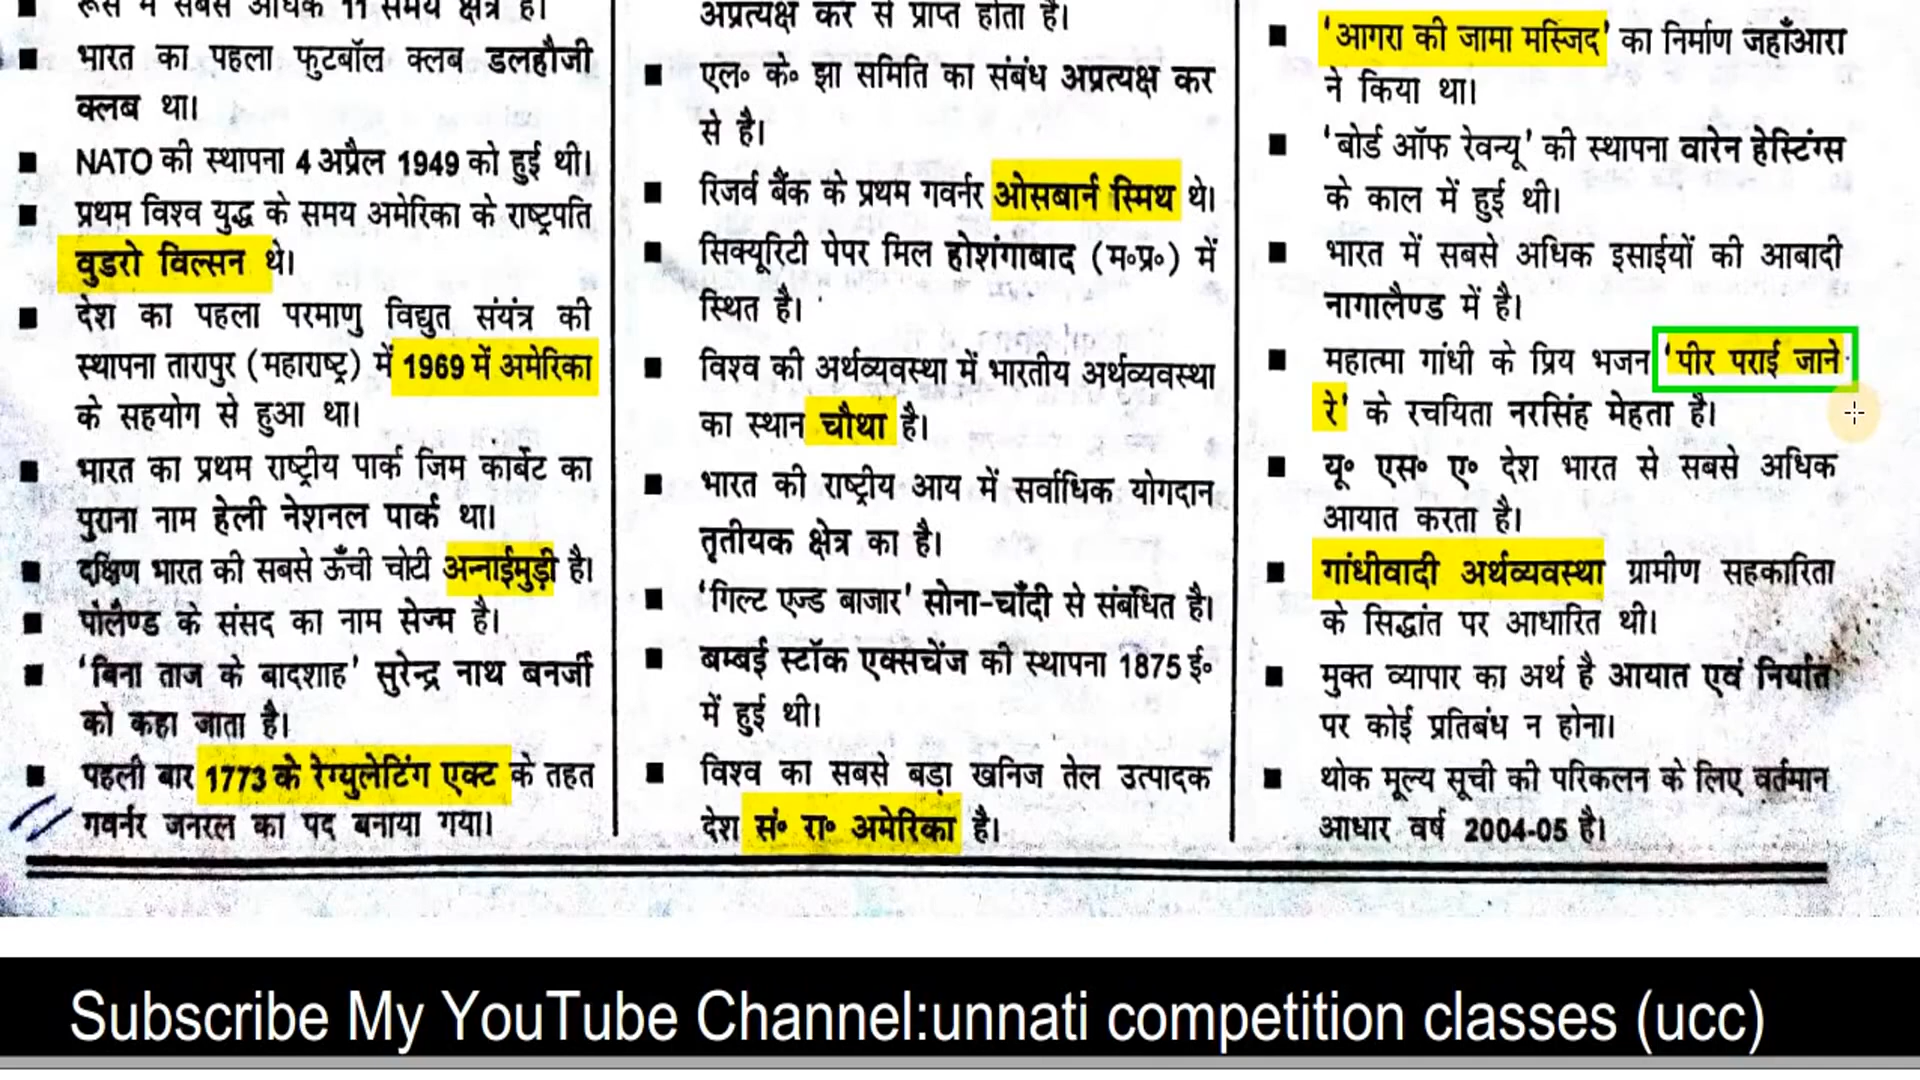 रूस में सबसे अधिक 11 समय क्षेत्र है।
भारत का पहला फुटबॉल क्लब डलहौजी
क्लब था।
NATO की स्थापना 4 अप्रैल 1949 को हुई थी।
प्रथम विश्व युद्ध के समय अमेरिका के राष्ट्रपति
वुडरो विल्सन थे।
देश का पहला परमाणु विद्युत संयंत्र की
स्थापना तारापुर (महाराष्ट्र) में 1969 में अमेरिका
के सहयोग से हुआ था।
भारत का प्रथम राष्ट्रीय पार्क जिम कार्बेट का
पुराना नाम हेली नेशनल पार्क था।
दक्षिण भारत की सबसे ऊँची चोटी अन्नाईमुड़ी है।
पोलैण्ड के संसद का नाम सेज्म है।
'बिना ताज के बादशाह' सुरेन्द्र नाथ बनर्जी
को कहा जाता है।
पहली बार 1773 के रेग्युलेटिंग एक्ट के तहत
गवर्नर जनरल का पद बनाया गया।
अप्रत्यक्ष कर से प्राप्त होता है।
एल॰ के॰ झा समिति का संबंध अप्रत्यक्ष कर
से है।
रिजर्व बैंक के प्रथम गवर्नर ओसबार्न स्मिथ थे।
सिक्यूरिटी पेपर मिल होशंगाबाद (म॰प्र॰) में
स्थित है।
विश्व की अर्थव्यवस्था में भारतीय अर्थव्यवस्था
का स्थान चौथा है।
भारत की राष्ट्रीय आय में सर्वाधिक योगदान
तृतीयक क्षेत्र का है।
'गिल्ट एज्ड बाजार' सोना-चाँदी से संबंधित है।
बम्बई स्टॉक एक्सचेंज की स्थापना 1875 ई॰
में हुई थी।
विश्व का सबसे बड़ा खनिज तेल उत्पादक
देश सं॰ रा॰ अमेरिका है।
'आगरा की जामा मस्जिद' का निर्माण जहाँआरा
ने किया था।
'बोर्ड ऑफ रेवन्यू' की स्थापना वारेन हेस्टिंग्स
के काल में हुई थी।
भारत में सबसे अधिक इसाईयों की आबादी
नागालैण्ड में है।
महात्मा गांधी के प्रिय भजन 'पीर पराई जाने
रे' के रचयिता नरसिंह मेहता है।
यू॰ एस॰ ए॰ देश भारत से सबसे अधिक
आयात करता है।
गांधीवादी अर्थव्यवस्था ग्रामीण सहकारिता
के सिद्धांत पर आधारित थी।
मुक्त व्यापार का अर्थ है आयात एवं निर्यात
पर कोई प्रतिबंध न होना।
थोक मूल्य सूची की परिकलन के लिए वर्तमान
आधार वर्ष 2004-05 है।
Subscribe My YouTube Channel:unnati competition classes (ucc)